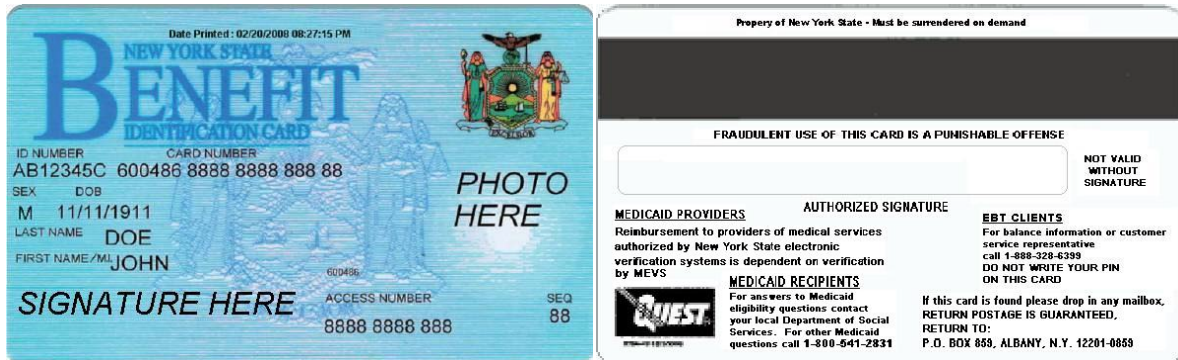 Date Printed : 02/20/2008 08:27:15 PM
NEW YORK STATE
BENEFIT
IDENTIFICATION CARD
EXCELSIOR
ID NUMBER CARD NUMBER
AB12345C 600486 8888 8888 888 88
SEX DOB
M 11/11/1911
LAST NAME DOE
FIRST NAME/M.I. JOHN
PHOTO
HERE
600486
SIGNATURE HERE
ACCESS NUMBER SEQ
8888 8888 888 88
Propery of New York State - Must be surrendered on demand
FRAUDULENT USE OF THIS CARD IS A PUNISHABLE OFFENSE
NOT VALID
WITHOUT
SIGNATURE
AUTHORIZED SIGNATURE
MEDICAID PROVIDERS
Reimbursement to providers of medical services
authorized by New York State electronic
verification systems is dependent on verification
by MEVS
EBT CLIENTS
For balance information or customer
service representative
call 1-888-328-6399
DO NOT WRITE YOUR PIN
ON THIS CARD
QUEST
MEDICAID RECIPIENTS
For answers to Medicaid
eligibility questions contact
your local Department of Social
Services. For other Medicaid
questions call 1-800-541-2831
If this card is found please drop in any mailbox,
RETURN POSTAGE IS GUARANTEED,
RETURN TO:
P.O. BOX 859, ALBANY, N.Y. 12201-0859